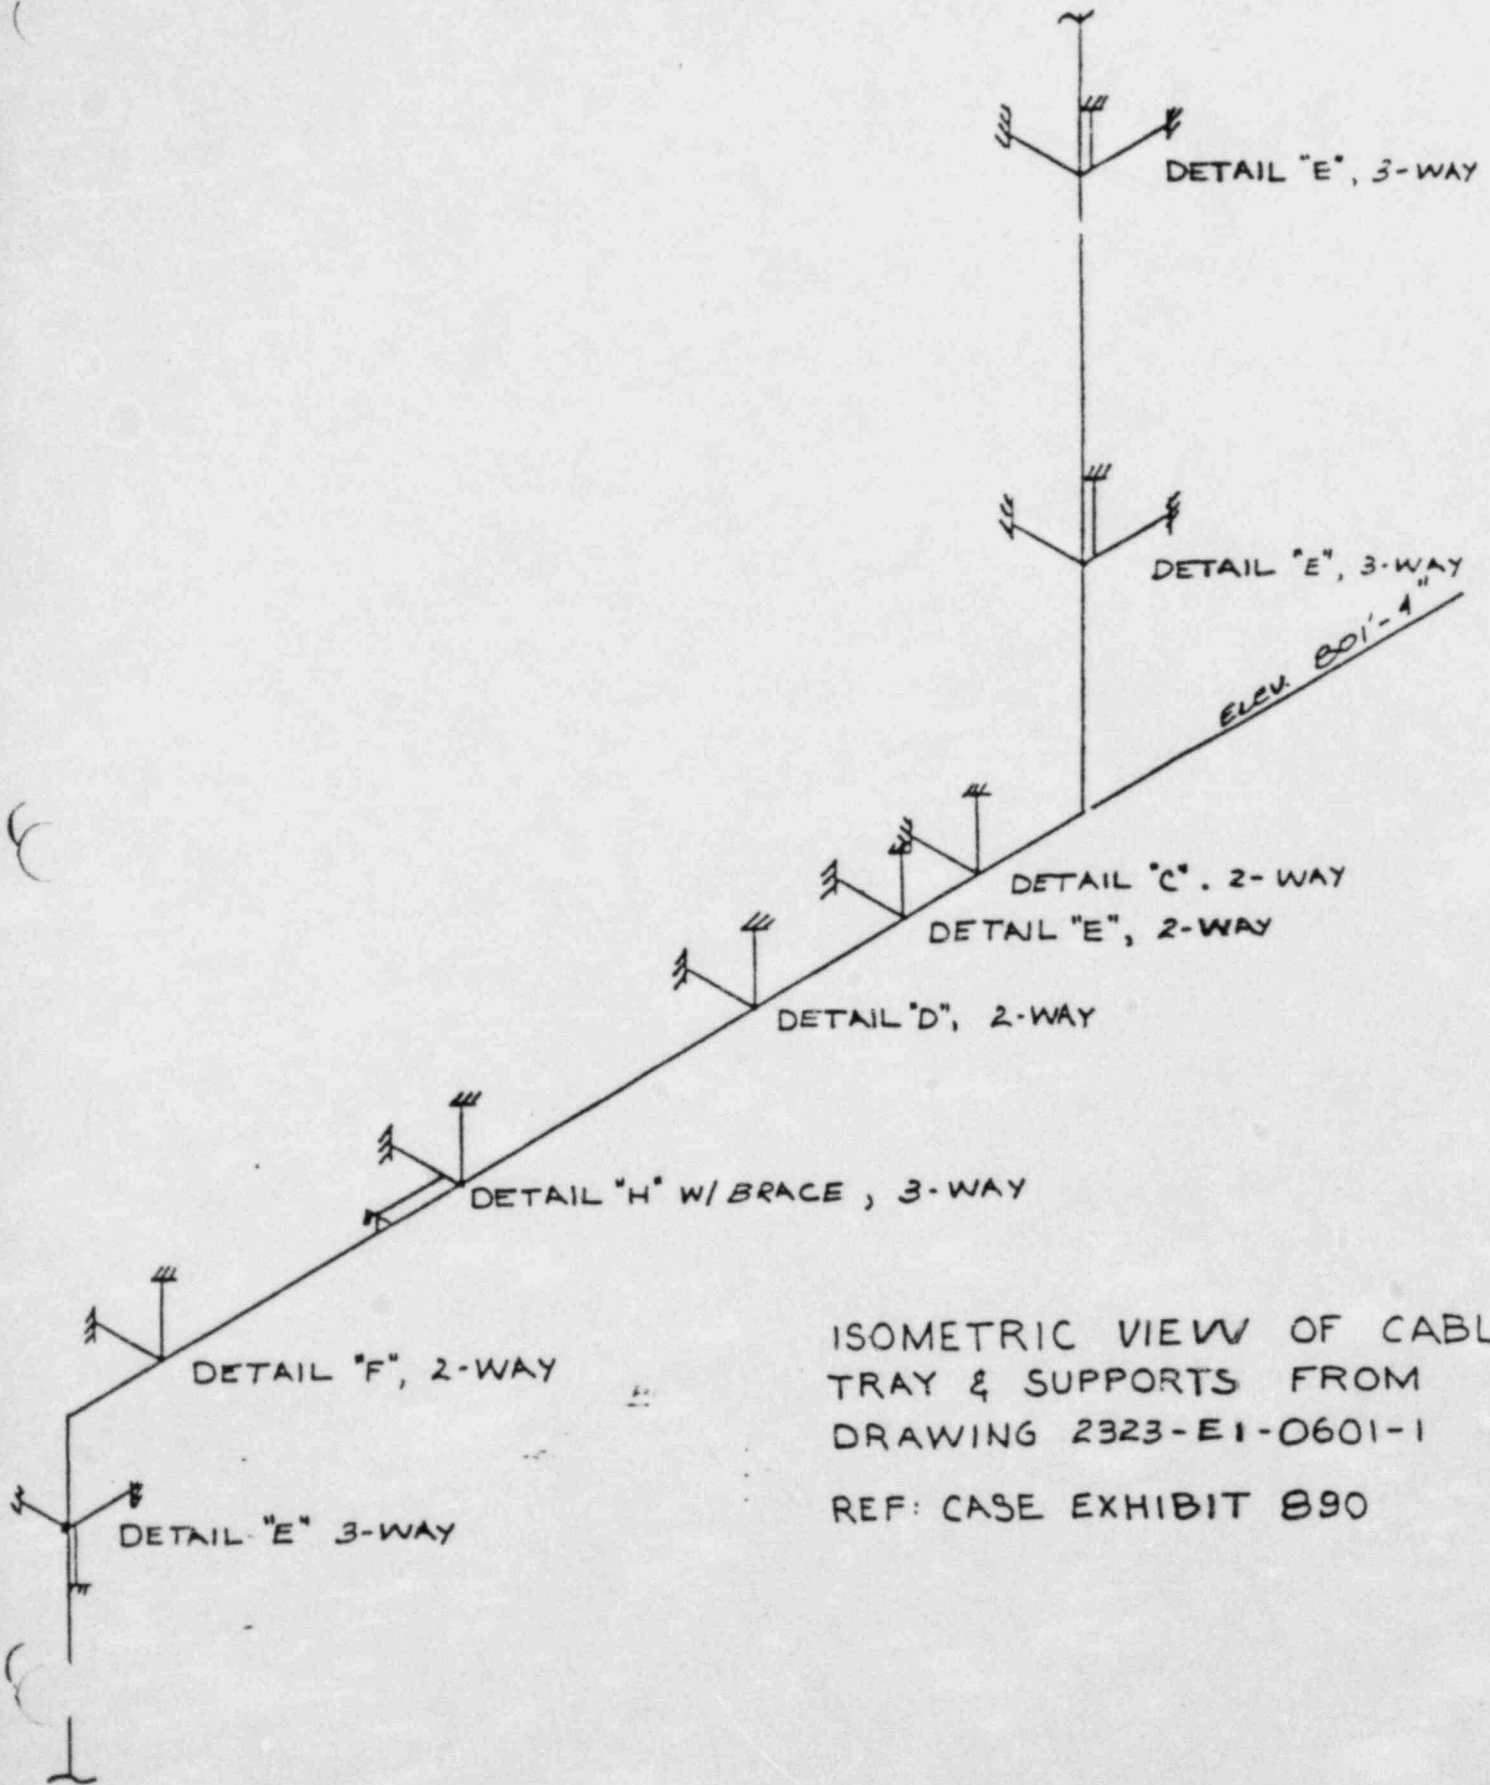 DETAIL "E", 3-WAY
DETAIL "E", 3-WAY
ELEV. 801'-4"
DETAIL "C". 2-WAY
DETAIL "E", 2-WAY
DETAIL "D", 2-WAY
DETAIL "H" W/ BRACE, 3-WAY
DETAIL "F", 2-WAY
DETAIL "E" 3-WAY
ISOMETRIC VIEW OF CABL
TRAY & SUPPORTS FROM
DRAWING 2323-E1-0601-1
REF: CASE EXHIBIT 890